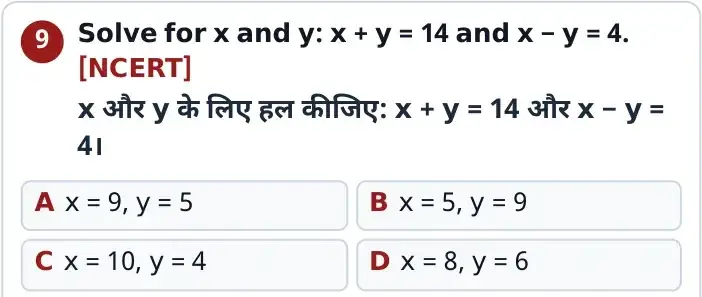 9 Solve for x and y: x + y = 14 and x − y = 4.
[NCERT]
x और y के लिए हल कीजिए: x + y = 14 और x − y =
4।
A x = 9, y = 5
B x = 5, y = 9
C x = 10, y = 4
D x = 8, y = 6